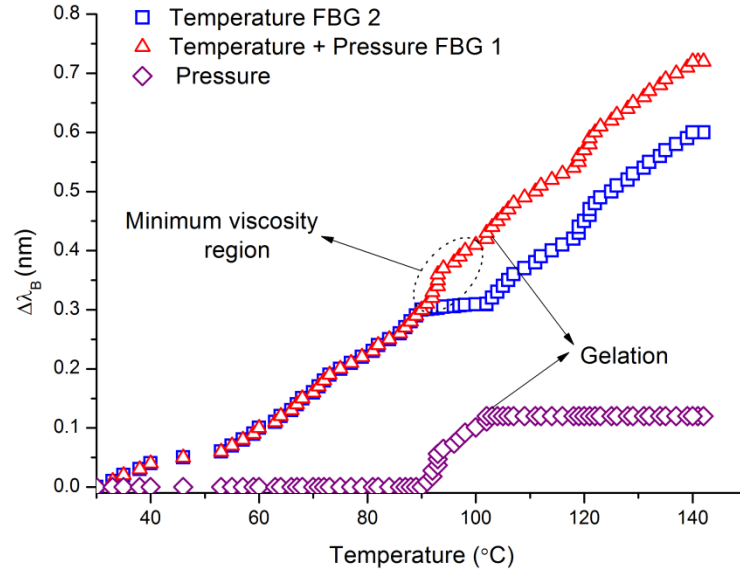 Temperature FBG 2
Temperature + Pressure FBG 1
Pressure
0.8
0.7
0.6
0.5
0.4
0.3
0.2
0.1
0.0
Δλ_B (nm)
Minimum viscosity
region
Gelation
40 60 80 100 120 140
Temperature (°C)